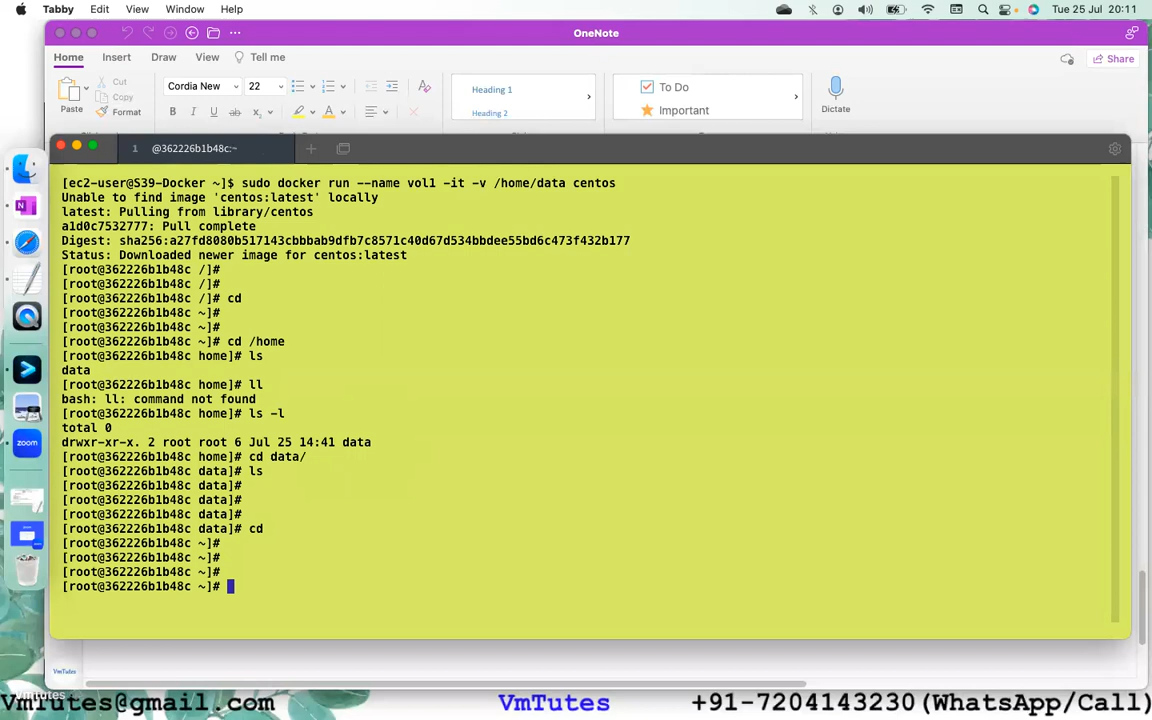 Tabby Edit View Window Help Tue 25 Jul 20:11
OneNote
Home Insert Draw View Tell me Share
Paste Cut Copy Format
Cordia New 22
B I U ab x₂ A
Heading 1
Heading 2
To Do
Important
Dictate
1 @362226b1b48c:~
[ec2-user@S39-Docker ~]$ sudo docker run --name vol1 -it -v /home/data centos
Unable to find image 'centos:latest' locally
latest: Pulling from library/centos
a1d0c7532777: Pull complete
Digest: sha256:a27fd8080b517143cbbbab9dfb7c8571c40d67d534bbdee55bd6c473f432b177
Status: Downloaded newer image for centos:latest
[root@362226b1b48c /]#
[root@362226b1b48c /]#
[root@362226b1b48c /]# cd
[root@362226b1b48c ~]#
[root@362226b1b48c ~]#
[root@362226b1b48c ~]# cd /home
[root@362226b1b48c home]# ls
data
[root@362226b1b48c home]# ll
bash: ll: command not found
[root@362226b1b48c home]# ls -l
total 0
drwxr-xr-x. 2 root root 6 Jul 25 14:41 data
[root@362226b1b48c home]# cd data/
[root@362226b1b48c data]# ls
[root@362226b1b48c data]#
[root@362226b1b48c data]#
[root@362226b1b48c data]#
[root@362226b1b48c data]# cd
[root@362226b1b48c ~]#
[root@362226b1b48c ~]#
[root@362226b1b48c ~]#
[root@362226b1b48c ~]#
zoom
VmTutes
VmTutes
VmTutes@gmail.com VmTutes +91-7204143230(WhatsApp/Call)